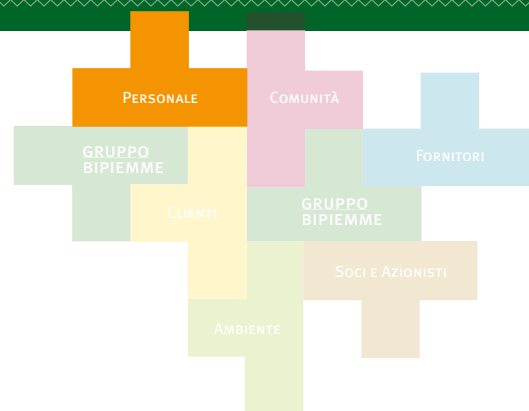 PERSONALE
COMUNITÀ
GRUPPO
BIPIEMME
FORNITORI
CLIENTI
GRUPPO
BIPIEMME
SOCI E AZIONISTI
AMBIENTE